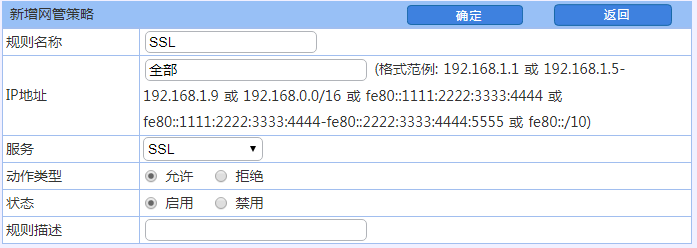 新增网管策略 确定 返回
规则名称 SSL
IP地址 全部 (格式范例: 192.168.1.1 或 192.168.1.5-
192.168.1.9 或 192.168.0.0/16 或 fe80::1111:2222:3333:4444 或
fe80::1111:2222:3333:4444-fe80::2222:3333:4444:5555 或 fe80::/10)
服务 SSL
动作类型 允许 拒绝
状态 启用 禁用
规则描述